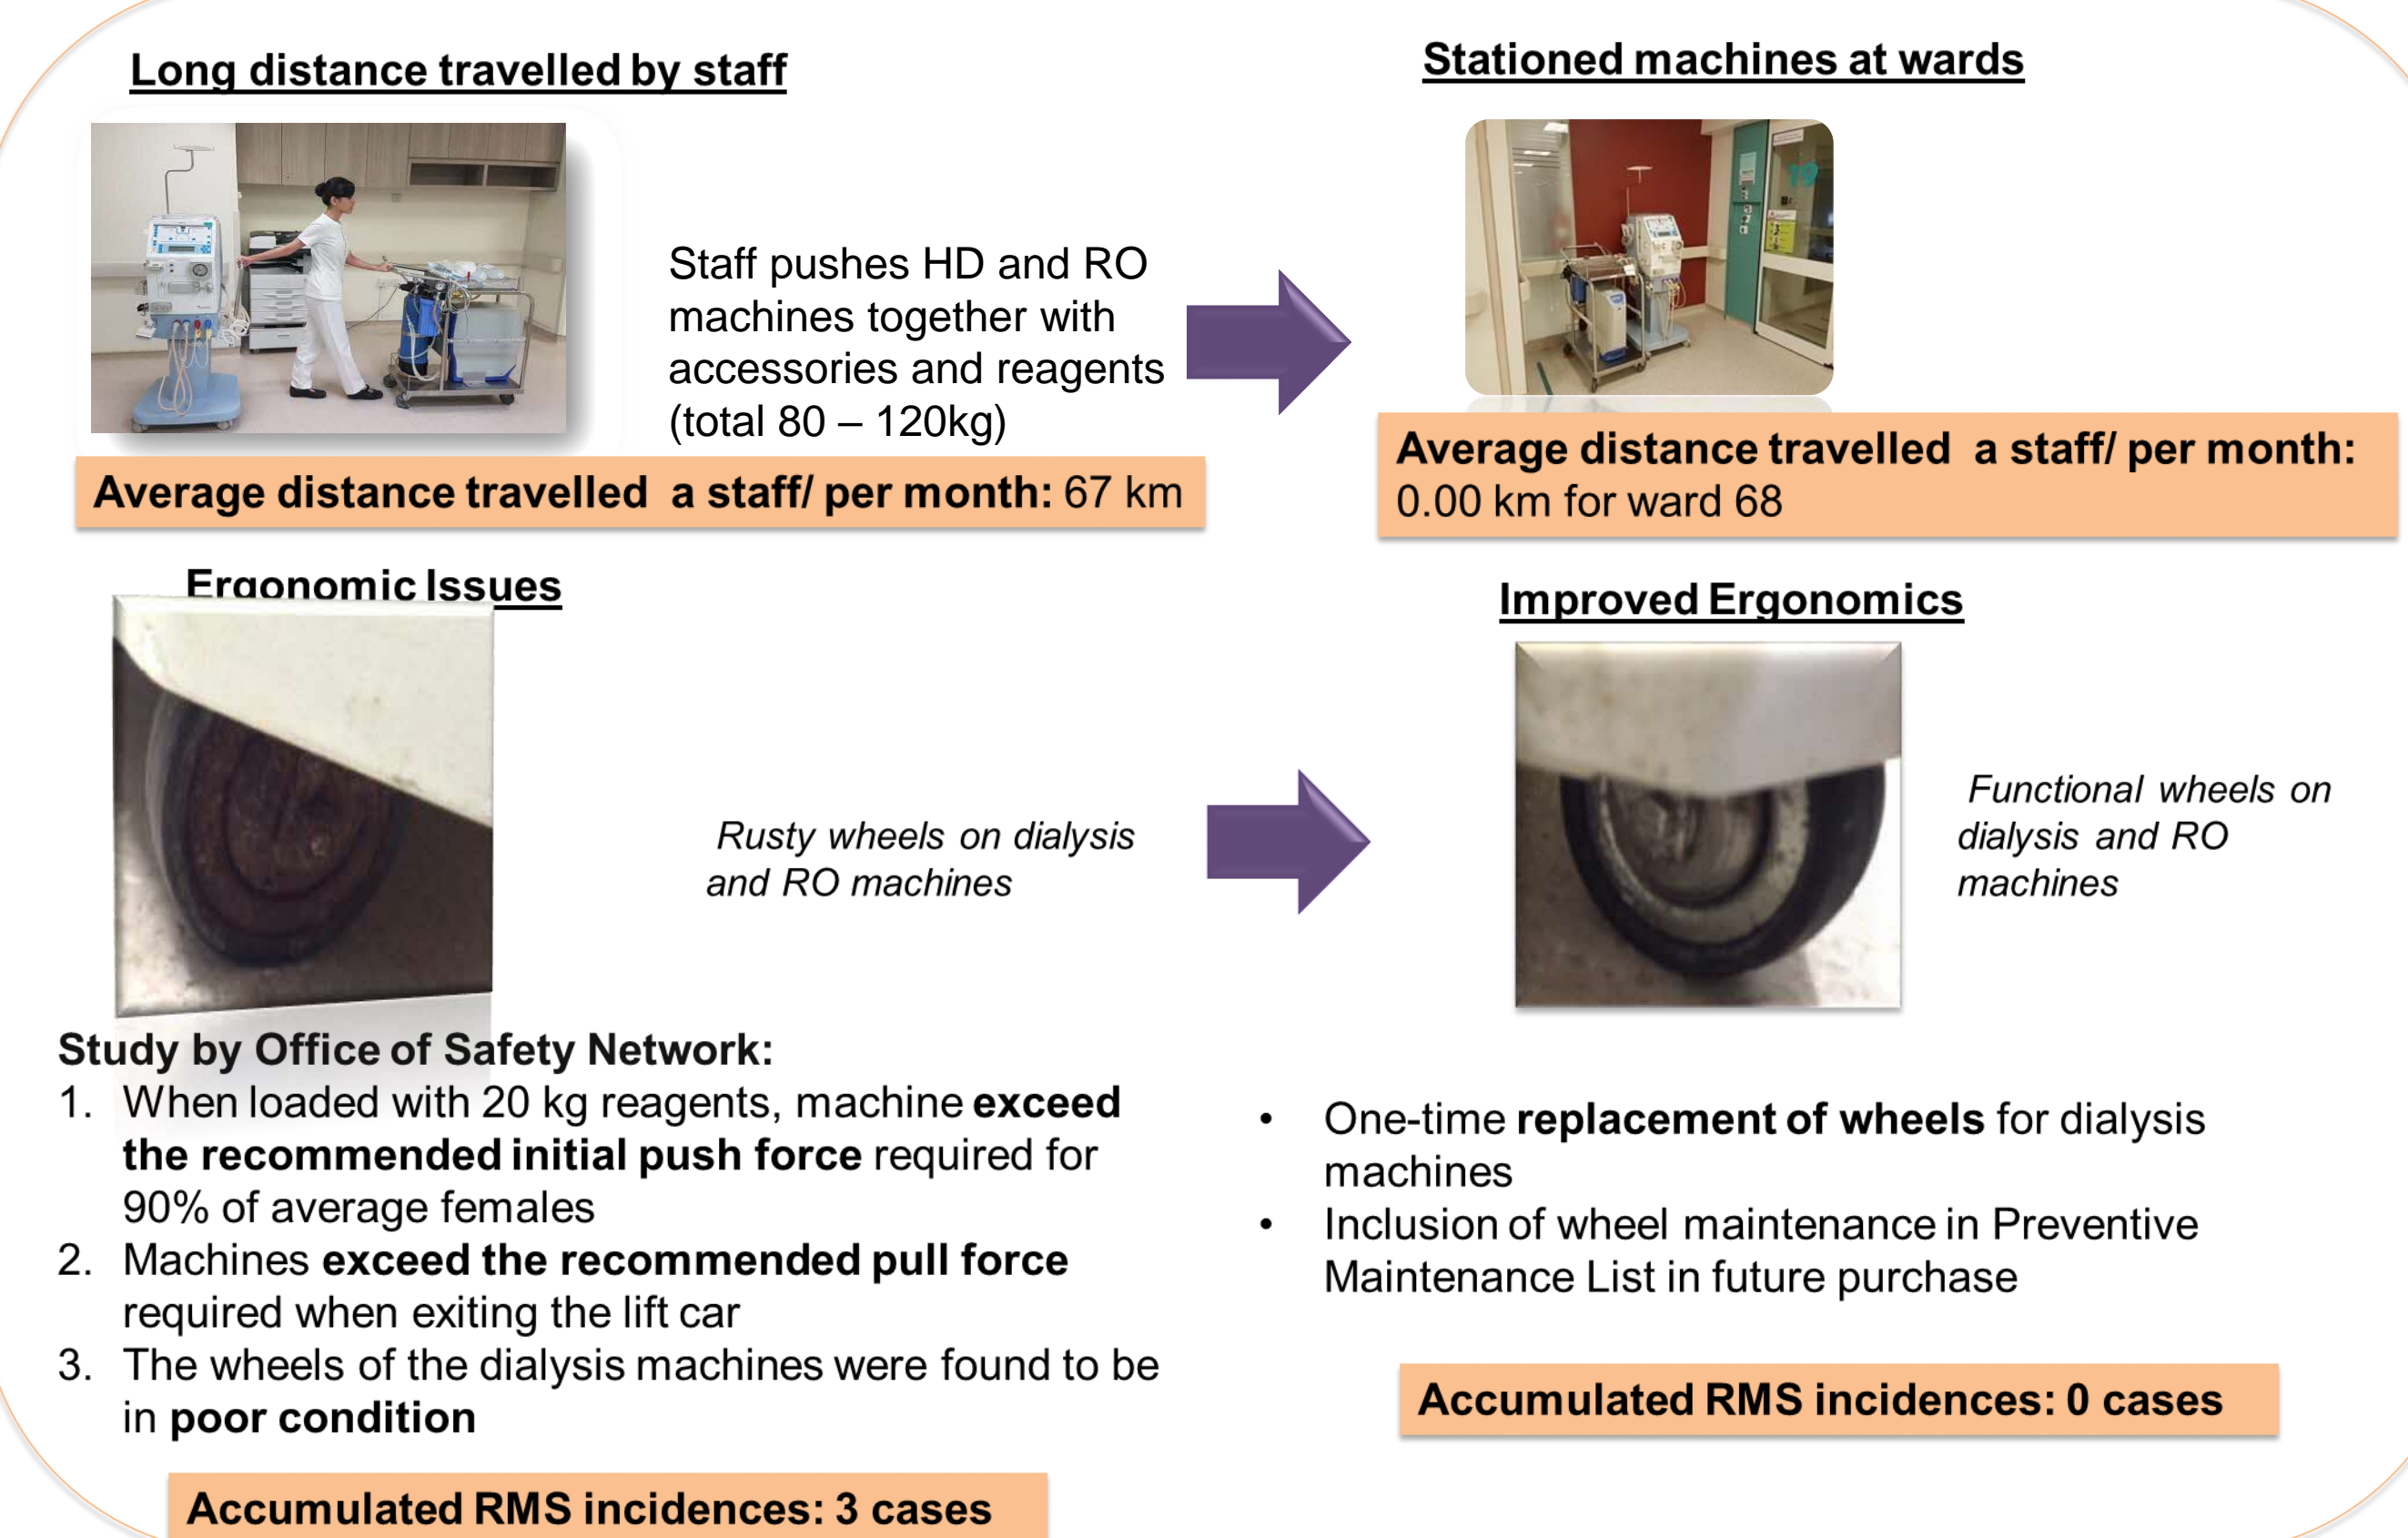 Long distance travelled by staff
Staff pushes HD and RO
machines together with
accessories and reagents
(total 80 – 120kg)
Average distance travelled a staff/ per month: 67 km
Stationed machines at wards
19
Average distance travelled a staff/ per month:
0.00 km for ward 68
Ergonomic Issues
Rusty wheels on dialysis
and RO machines
Improved Ergonomics
Functional wheels on
dialysis and RO
machines
Study by Office of Safety Network:
1. When loaded with 20 kg reagents, machine exceed
the recommended initial push force required for
90% of average females
2. Machines exceed the recommended pull force
required when exiting the lift car
3. The wheels of the dialysis machines were found to be
in poor condition
Accumulated RMS incidences: 3 cases
• One-time replacement of wheels for dialysis
machines
• Inclusion of wheel maintenance in Preventive
Maintenance List in future purchase
Accumulated RMS incidences: 0 cases